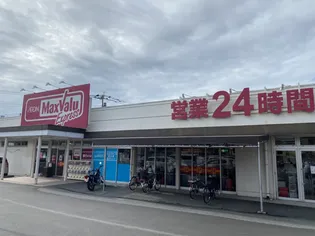 AEON MaxValu
Express
営業24時間